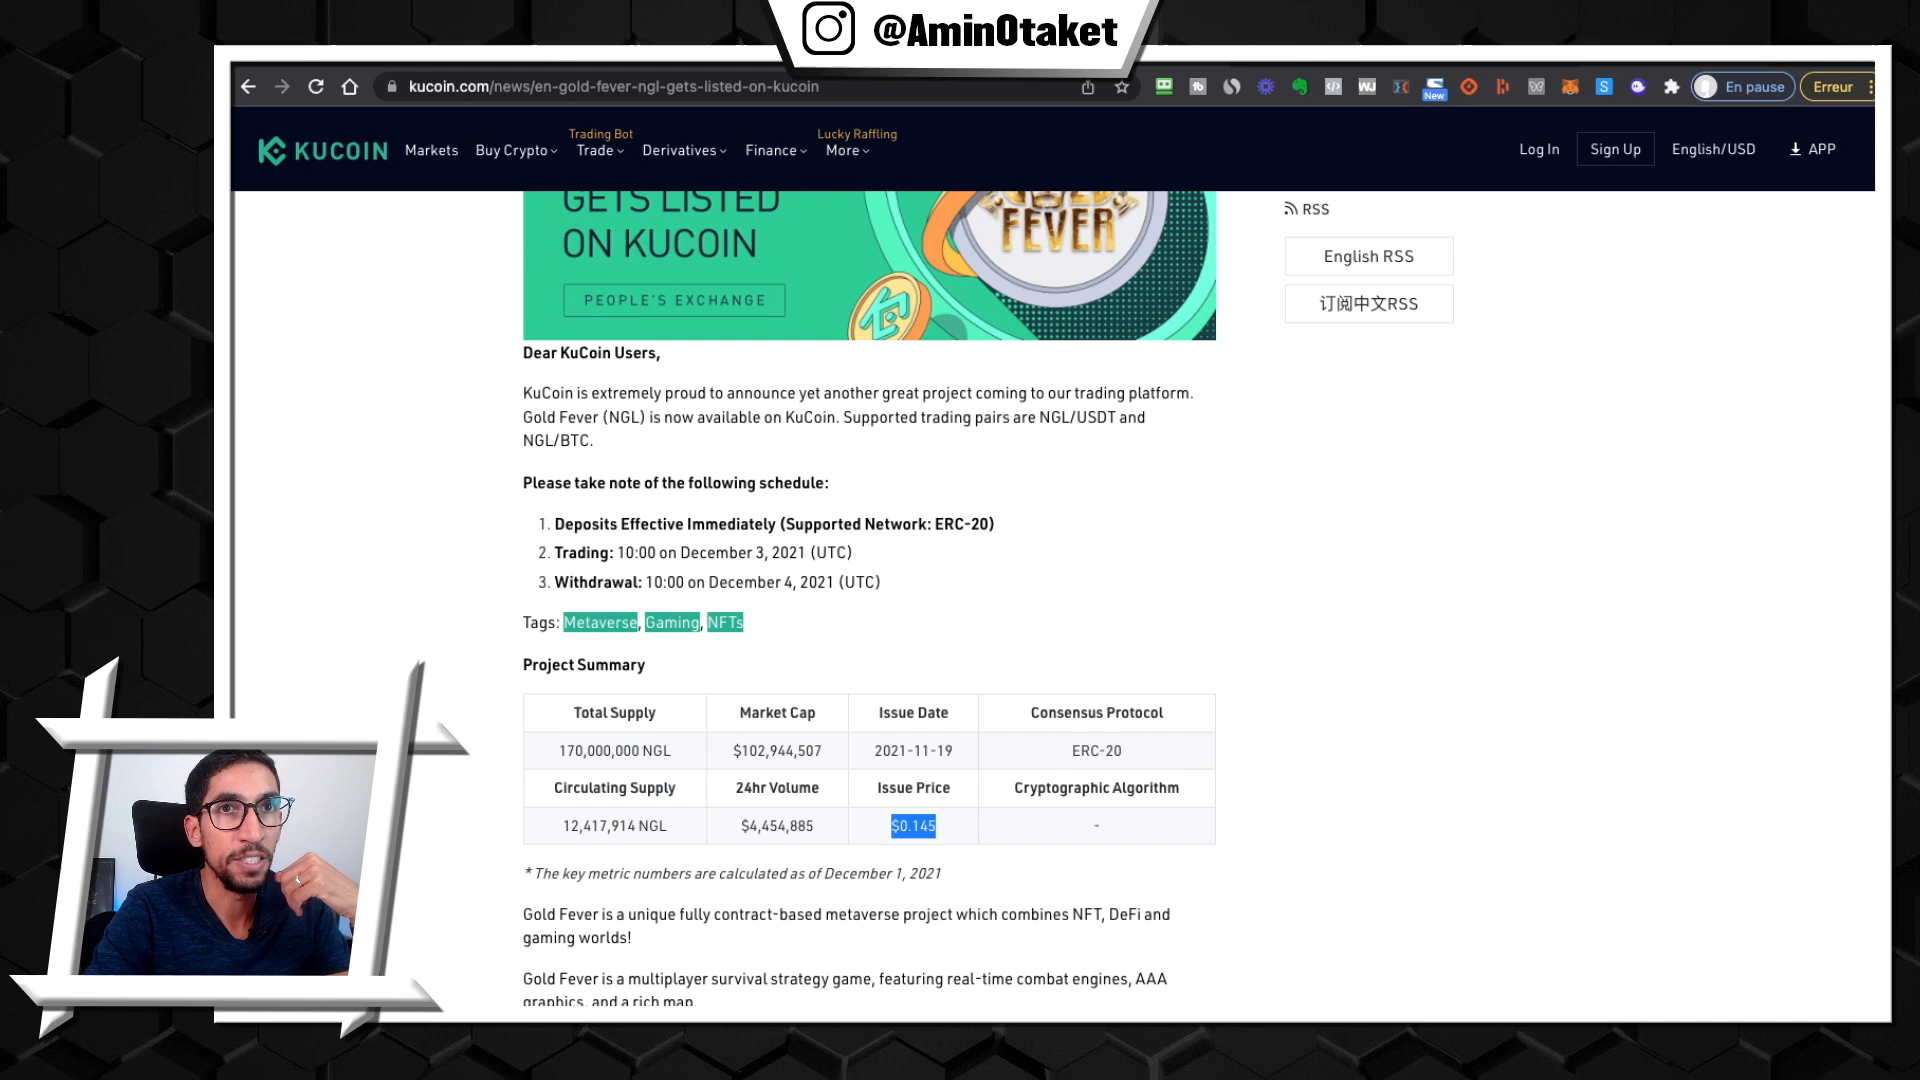 @AminOtaket
kucoin.com/news/en-gold-fever-ngl-gets-listed-on-kucoin
New
En pause
Erreur
KUCOIN
Markets
Buy Crypto
Trading Bot
Trade
Derivatives
Finance
Lucky Raffling
More
Log In
Sign Up
English/USD
APP
GETS LISTED
ON KUCOIN
PEOPLE'S EXCHANGE
FEVER
RSS
English RSS
订阅中文RSS
Dear KuCoin Users,
KuCoin is extremely proud to announce yet another great project coming to our trading platform.
Gold Fever (NGL) is now available on KuCoin. Supported trading pairs are NGL/USDT and
NGL/BTC.
Please take note of the following schedule:
1. Deposits Effective Immediately (Supported Network: ERC-20)
2. Trading: 10:00 on December 3, 2021 (UTC)
3. Withdrawal: 10:00 on December 4, 2021 (UTC)
Tags: Metaverse, Gaming, NFTs
Project Summary
Total Supply Market Cap Issue Date Consensus Protocol
170,000,000 NGL $102,944,507 2021-11-19 ERC-20
Circulating Supply 24hr Volume Issue Price Cryptographic Algorithm
12,417,914 NGL $4,454,885 $0.145 -
* The key metric numbers are calculated as of December 1, 2021
Gold Fever is a unique fully contract-based metaverse project which combines NFT, DeFi and
gaming worlds!
Gold Fever is a multiplayer survival strategy game, featuring real-time combat engines, AAA
graphics, and a rich map.